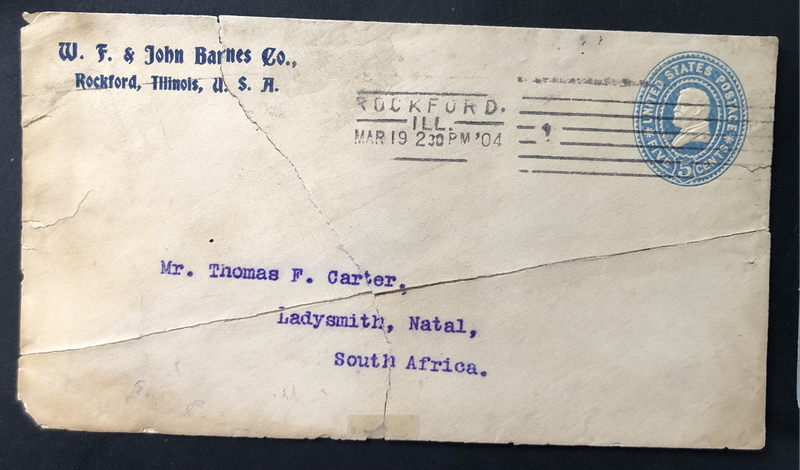 W. F. & John Barnes Co.,
Rockford, Illinois, U. S. A.
ROCKFORD.
ILL.
MAR 19 230 PM '04
UNITED STATES POSTAGE
FIVE 5 CENTS
Mr. Thomas F. Carter.
Ladysmith, Natal,
South Africa.